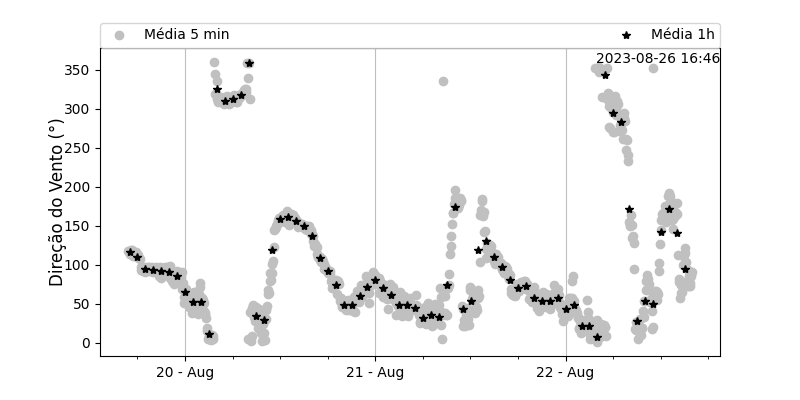 Média 5 min
Média 1h
2023-08-26 16:46
Direção do Vento (°)
350
300
250
200
150
100
50
0
20 - Aug
21 - Aug
22 - Aug